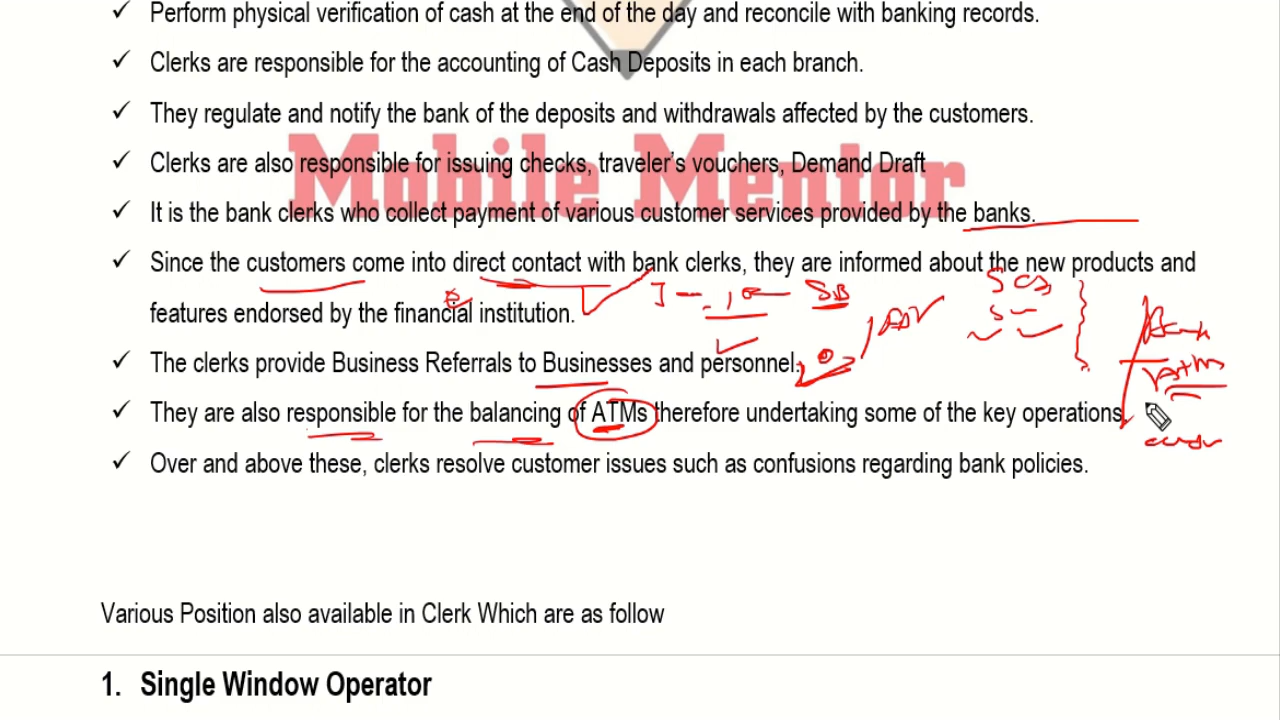 ✓ Perform physical verification of cash at the end of the day and reconcile with banking records.
✓ Clerks are responsible for the accounting of Cash Deposits in each branch.
✓ They regulate and notify the bank of the deposits and withdrawals affected by the customers.
Mobile Mentor
✓ Clerks are also responsible for issuing checks, traveler's vouchers, Demand Draft
✓ It is the bank clerks who collect payment of various customer services provided by the banks.
✓ Since the customers come into direct contact with bank clerks, they are informed about the new products and
features endorsed by the financial institution.
SB
✓ The clerks provide Business Referrals to Businesses and personnel.
Bank
ATMs
✓ They are also responsible for the balancing of ATMs therefore undertaking some of the key operations.
✓ Over and above these, clerks resolve customer issues such as confusions regarding bank policies.
Various Position also available in Clerk Which are as follow
1. Single Window Operator